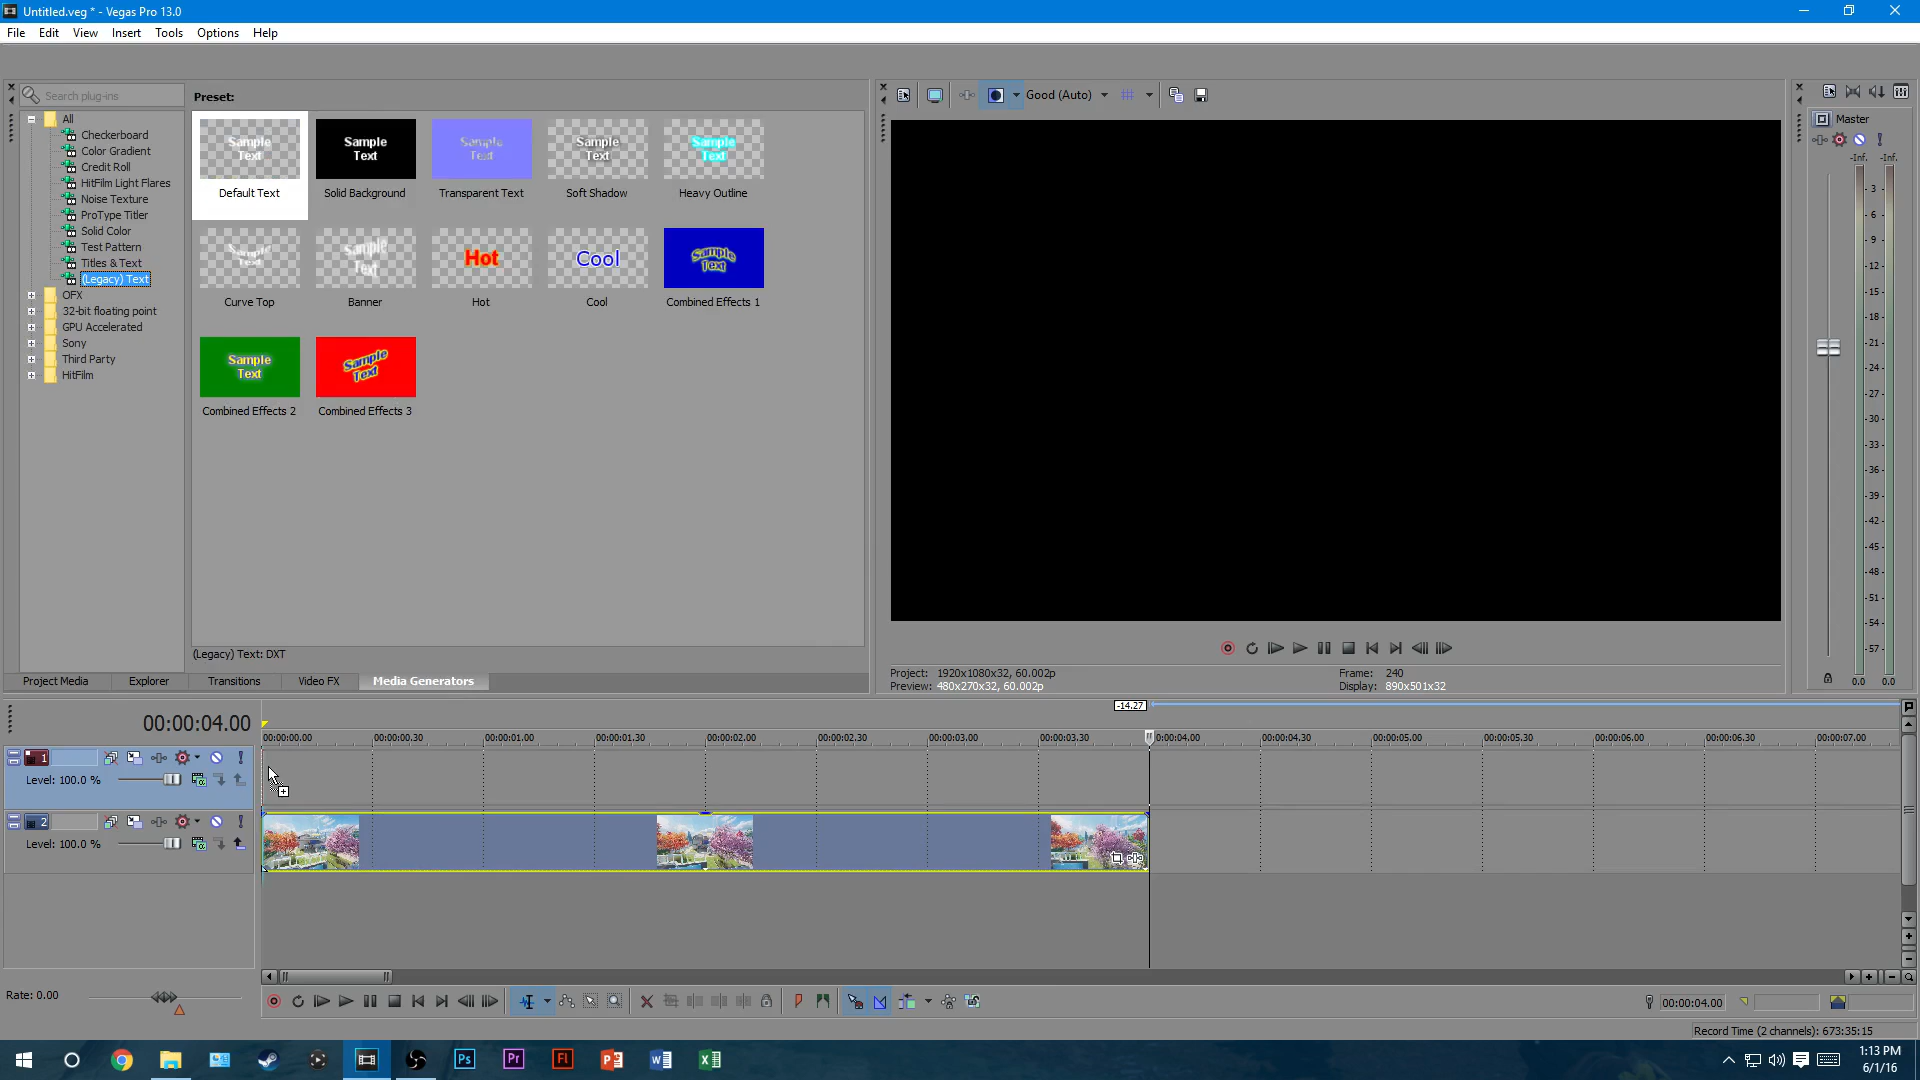 Untitled.veg * - Vegas Pro 13.0
File Edit View Insert Tools Options Help
Search plug-ins
All
Checkerboard
Color Gradient
Credit Roll
HitFilm Light Flares
Noise Texture
ProType Titler
Solid Color
Test Pattern
Titles & Text
(Legacy) Text
OFX
32-bit floating point
GPU Accelerated
Sony
Third Party
HitFilm
Preset:
Sample Text
Default Text
Sample Text
Solid Background
Sample Text
Transparent Text
Sample Text
Soft Shadow
Sample Text
Heavy Outline
Sample Text
Curve Top
Sample Text
Banner
Hot
Hot
Cool
Cool
Sample Text
Combined Effects 1
Sample Text
Combined Effects 2
Sample Text
Combined Effects 3
(Legacy) Text: DXT
Project Media Explorer Transitions Video FX Media Generators
Good (Auto)
Project: 1920x1080x32, 60.002p
Preview: 480x270x32, 60.002p
Frame: 240
Display: 890x501x32
Master
-Inf. -Inf.
3
6
9
12
15
18
21
24
27
30
33
36
39
42
45
48
51
54
57
0.0 0.0
-14.27
00:00:04.00
00:00:00.00 00:00:00.30 00:00:01.00 00:00:01.30 00:00:02.00 00:00:02.30 00:00:03.00 00:00:03.30 00:00:04.00 00:00:04.30 00:00:05.00 00:00:05.30 00:00:06.00 00:00:06.30 00:00:07.00
1
Level: 100.0 %
2
Level: 100.0 %
Rate: 0.00
00:00:04.00
Record Time (2 channels): 673:35:15
Ps Pr Fl
1:13 PM
6/1/16